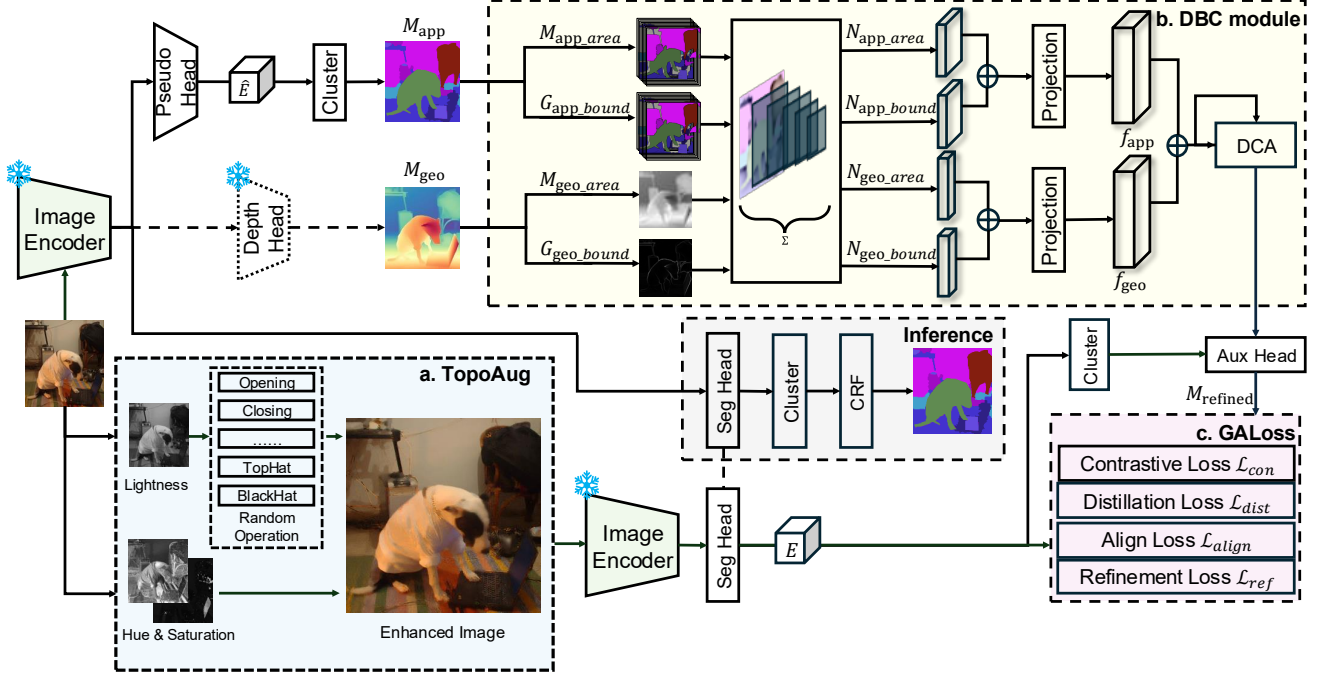 b. DBC module
Pseudo
Head
Ê
Cluster
M_app
M_app_area
G_app_bound
N_app_area
N_app_bound
Projection
f_app
DCA
Image
Encoder
Depth
Head
M_geo
M_geo_area
G_geo_bound
Σ
N_geo_area
N_geo_bound
Projection
f_geo
Inference
Seg Head
Cluster
CRF
Cluster
Aux Head
M_refined
a. TopoAug
Opening
Closing
......
TopHat
BlackHat
Random
Operation
Lightness
Hue & Saturation
Enhanced Image
Image
Encoder
Seg Head
E
c. GALoss
Contrastive Loss ℒ_con
Distillation Loss ℒ_dist
Align Loss ℒ_align
Refinement Loss ℒ_ref